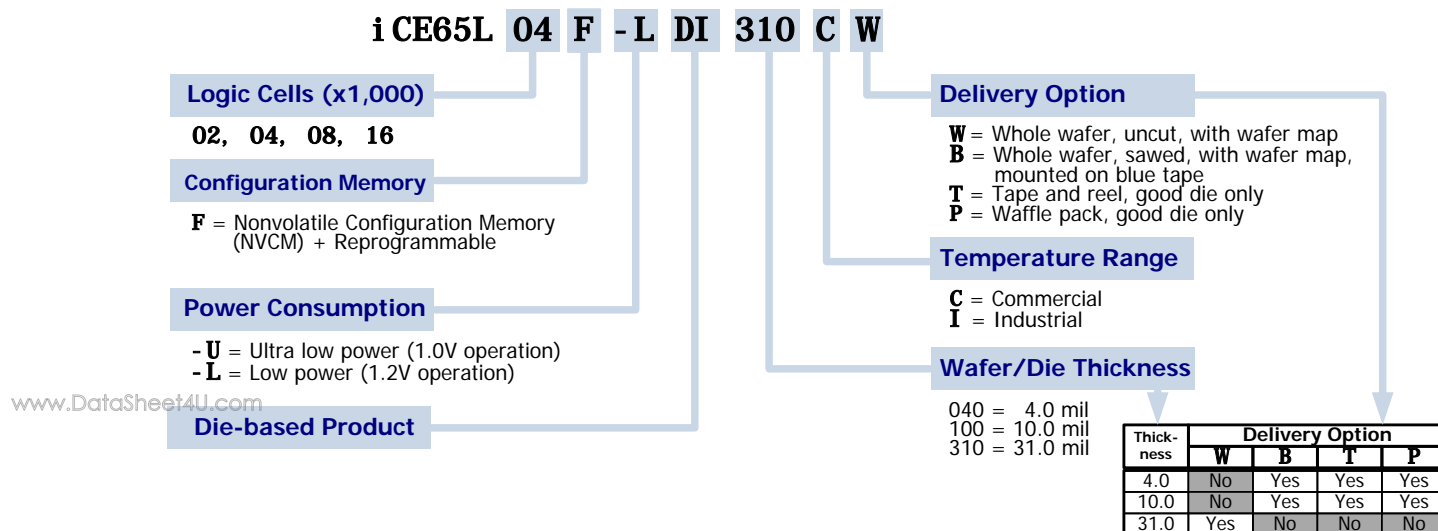 iCE65L 04 F -L DI 310 C W
Logic Cells (x1,000)
02, 04, 08, 16
Configuration Memory
F = Nonvolatile Configuration Memory
(NVCM) + Reprogrammable
Power Consumption
-U = Ultra low power (1.0V operation)
-L = Low power (1.2V operation)
www.DataSheet4U.com
Die-based Product
Delivery Option
W = Whole wafer, uncut, with wafer map
B = Whole wafer, sawed, with wafer map,
mounted on blue tape
T = Tape and reel, good die only
P = Waffle pack, good die only
Temperature Range
C = Commercial
I = Industrial
Wafer/Die Thickness
040 = 4.0 mil
100 = 10.0 mil
310 = 31.0 mil
Thick-
ness
Delivery Option
W B T P
4.0 No Yes Yes Yes
10.0 No Yes Yes Yes
31.0 Yes No No No